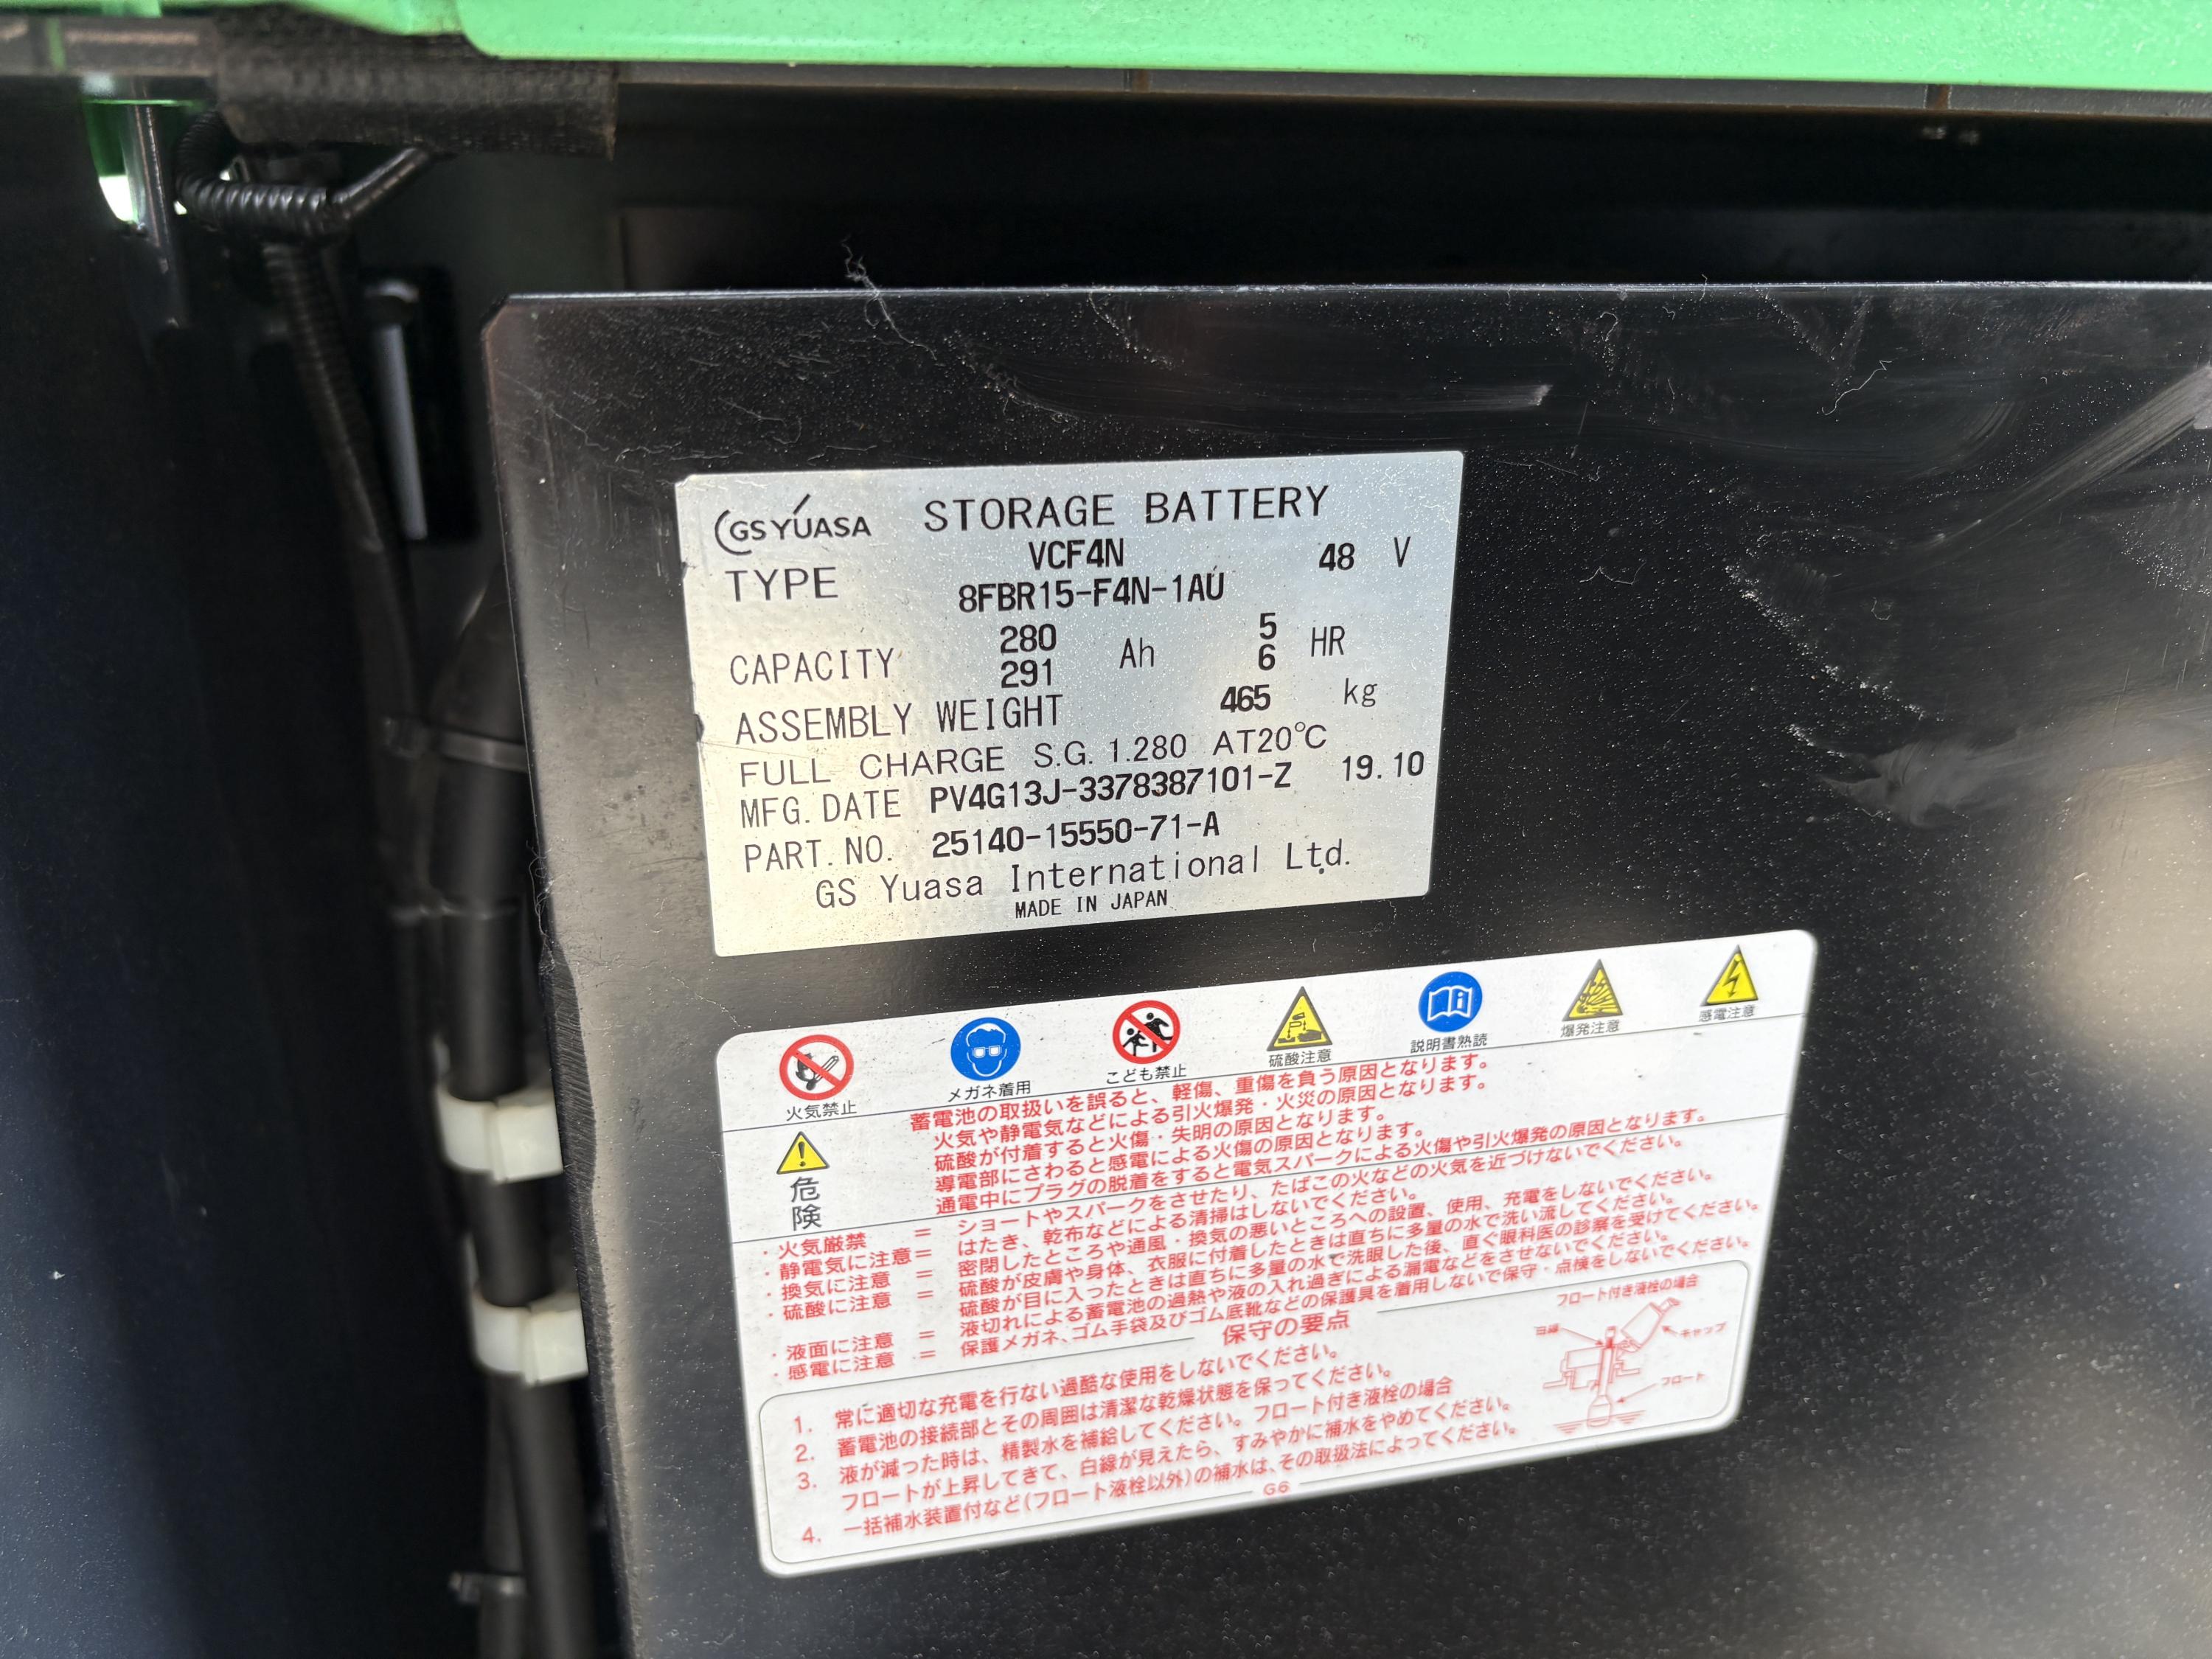 GS YUASA STORAGE BATTERY
TYPE VCF4N 48 V
8FBR15-F4N-1AU
CAPACITY 280 Ah 5 HR
291 6
ASSEMBLY WEIGHT 465 kg
FULL CHARGE S.G. 1.280 AT20℃
MFG. DATE PV4G13J-3378387101-Z 19.10
PART. NO. 25140-15550-71-A
GS Yuasa International Ltd.
MADE IN JAPAN
火気禁止 メガネ着用 こども禁止 硫酸注意 説明書熟読 爆発注意 感電注意
危険
蓄電池の取扱いを誤ると、軽傷、重傷を負う原因となります。
火気や静電気などによる引火爆発・火災の原因となります。
硫酸が付着すると火傷・失明の原因となります。
導電部にさわると感電による火傷の原因となります。
通電中にプラグの脱着をすると電気スパークによる火傷や引火爆発の原因となります。
・火気厳禁 = ショートやスパークをさせたり、たばこの火などの火気を近づけないでください。
・静電気に注意 = はたき、乾布などによる清掃はしないでください。
・換気に注意 = 密閉したところや通風・換気の悪いところへの設置、使用、充電をしないでください。
・硫酸に注意 = 硫酸が皮膚や身体、衣服に付着したときは直ちに多量の水で洗い流してください。
硫酸が目に入ったときは直ちに多量の水で洗眼した後、直ぐ眼科医の診察を受けてください。
・液面に注意 = 液切れによる蓄電池の過熱や液の入れ過ぎによる漏電などをさせないでください。
・感電に注意 = 保護メガネ、ゴム手袋及びゴム底靴などの保護具を着用しないで保守・点検をしないでください。
保守の要点
1. 常に適切な充電を行ない過酷な使用をしないでください。
2. 蓄電池の接続部とその周囲は清潔な乾燥状態を保ってください。
3. 液が減った時は、精製水を補給してください。フロート付き液栓の場合
フロートが上昇してきて、白線が見えたら、すみやかに補水をやめてください。
4. 一括補水装置付など(フロート液栓以外)の補水は、その取扱法によってください。
フロート付き液栓の場合
白線
キャップ
フロート
G6